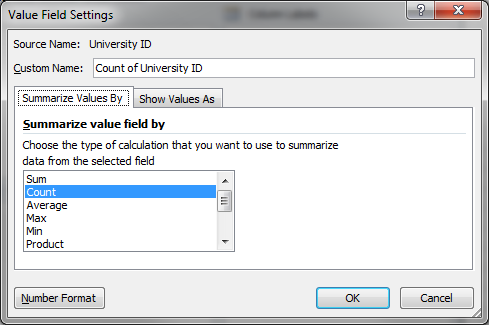 Value Field Settings
Source Name: University ID
Custom Name: Count of University ID
Summarize Values By Show Values As
Summarize value field by
Choose the type of calculation that you want to use to summarize
data from the selected field
Sum
Count
Average
Max
Min
Product
Number Format OK Cancel